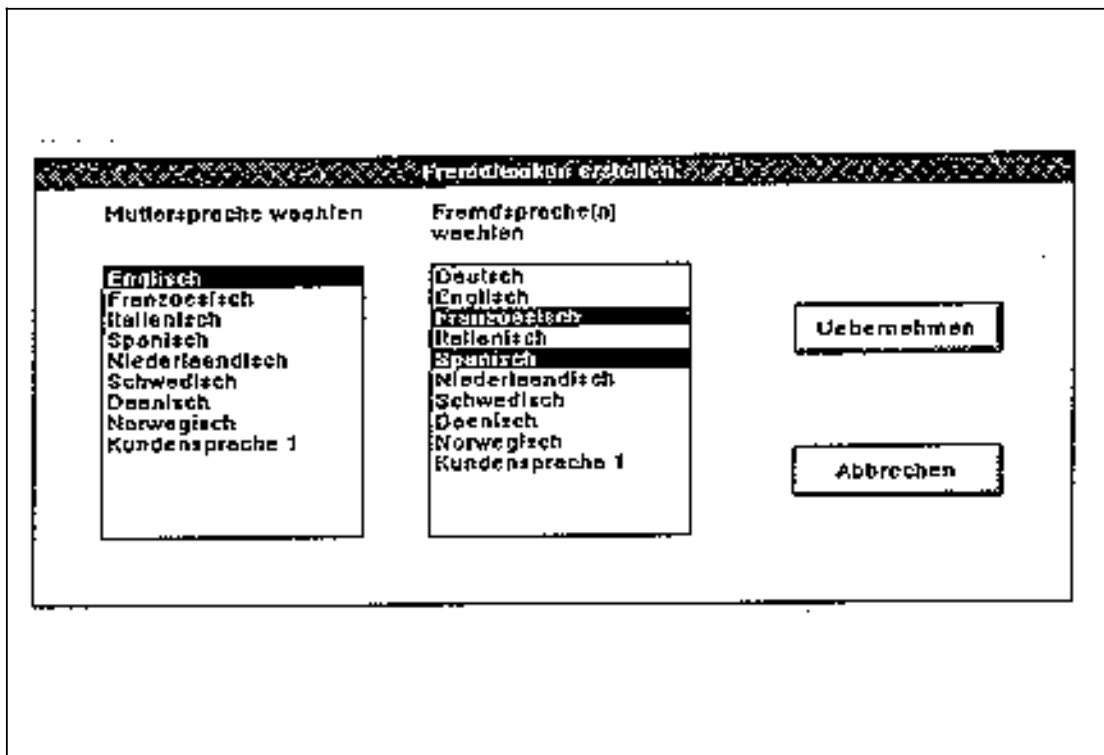 erstellen
Muttersprache waehlen
Englisch
Franzoesisch
Italienisch
Spanisch
Niederlaendisch
Schwedisch
Daenisch
Norwegisch
Kundensprache 1
Fremdsprache(n)
waehlen
Deutsch
Englisch
Franzoesisch
Italienisch
Spanisch
Niederlaendisch
Schwedisch
Daenisch
Norwegisch
Kundensprache 1
Uebernehmen
Abbrechen